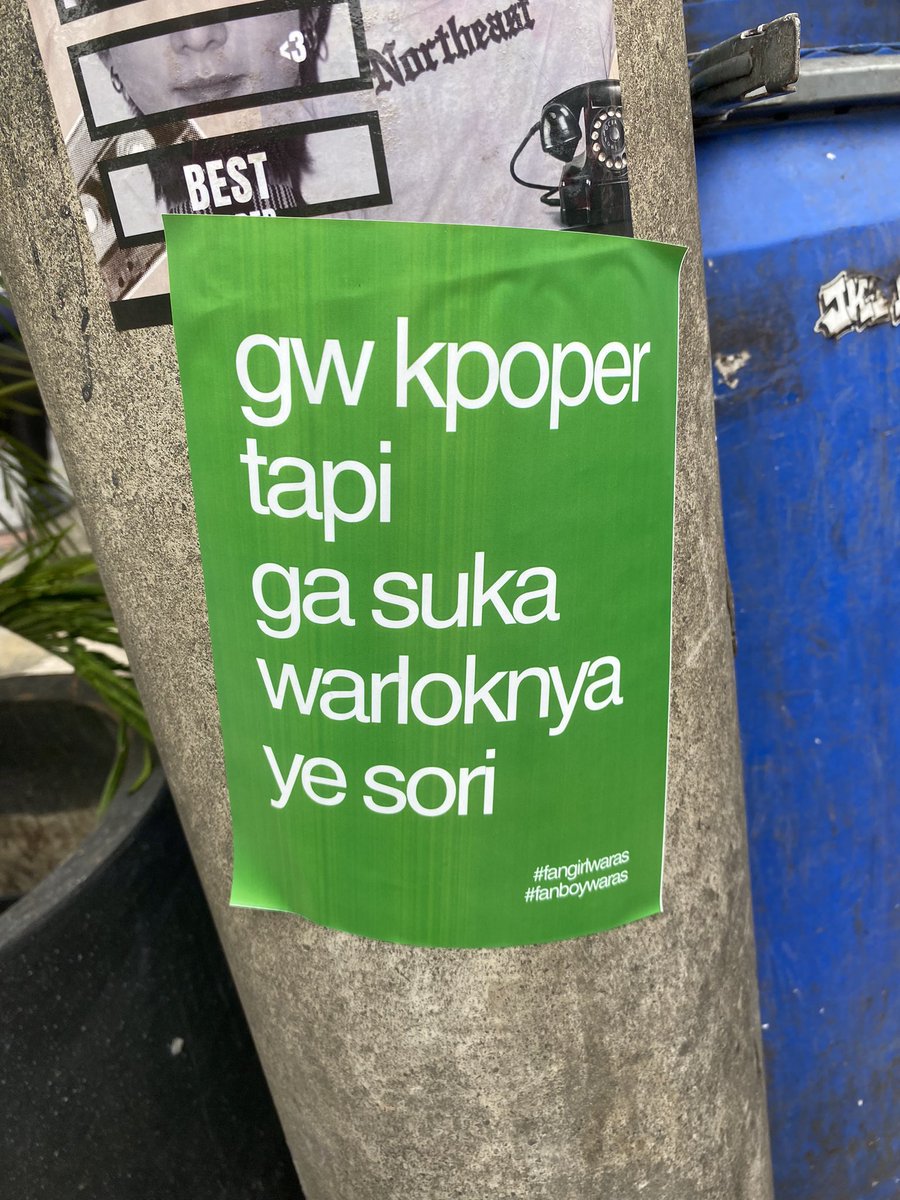 <3
Northeast
BEST
gw kpoper
tapi
ga suka
warloknya
ye sori
#fangirlwaras
#fanboywaras